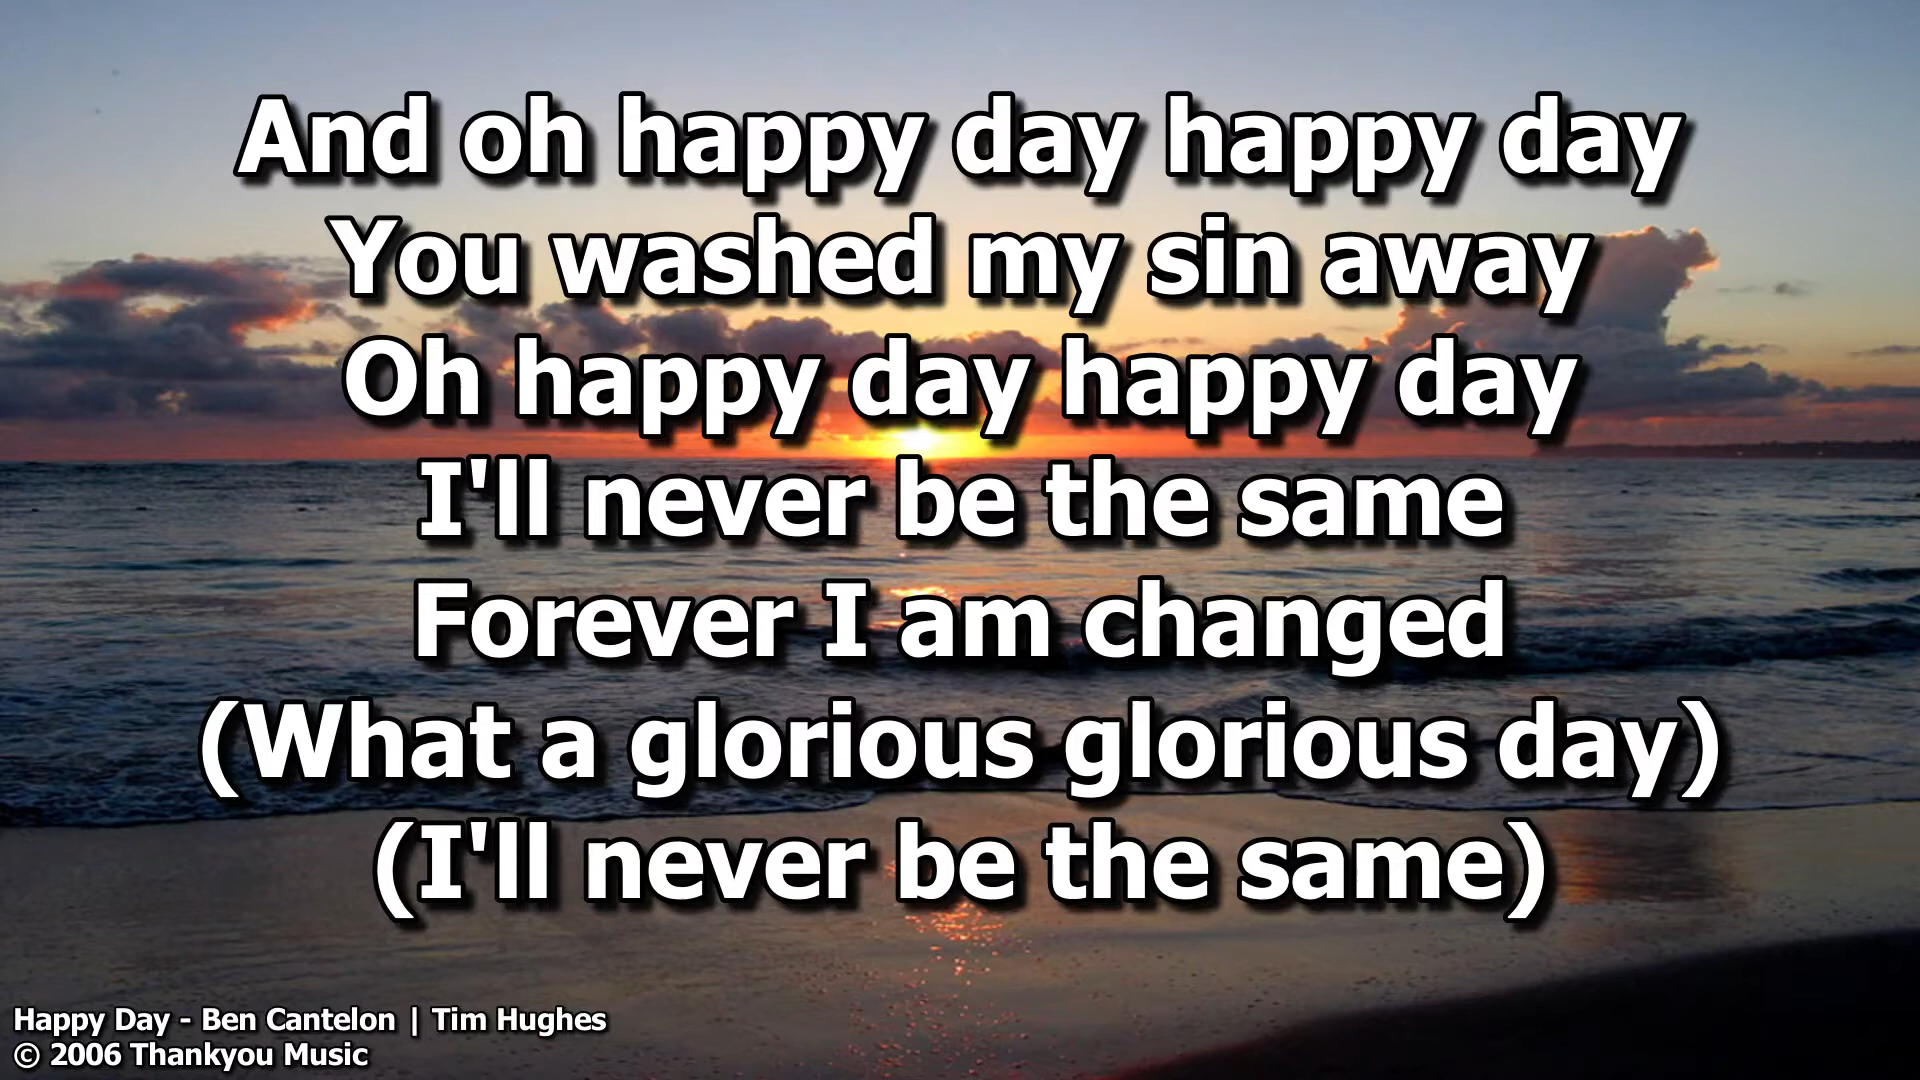 And oh happy day happy day
You washed my sin away
Oh happy day happy day
I'll never be the same
Forever I am changed
(What a glorious glorious day)
(I'll never be the same)
Happy Day - Ben Cantelon | Tim Hughes
© 2006 Thankyou Music